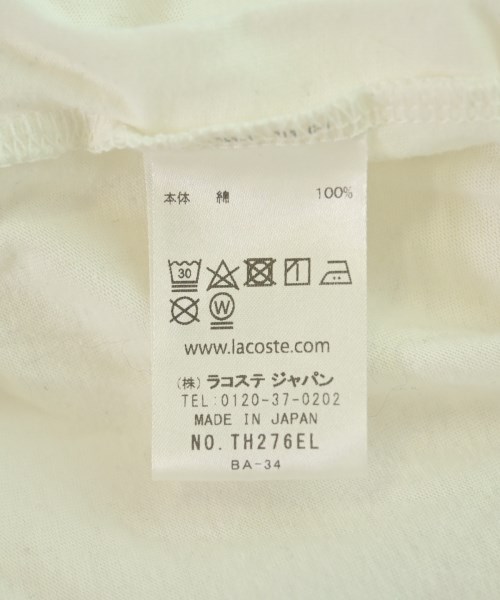 本体 綿 100%
30
W
www.lacoste.com
(株) ラコステ ジャパン
TEL:0120-37-0202
MADE IN JAPAN
NO. TH276EL
BA-34